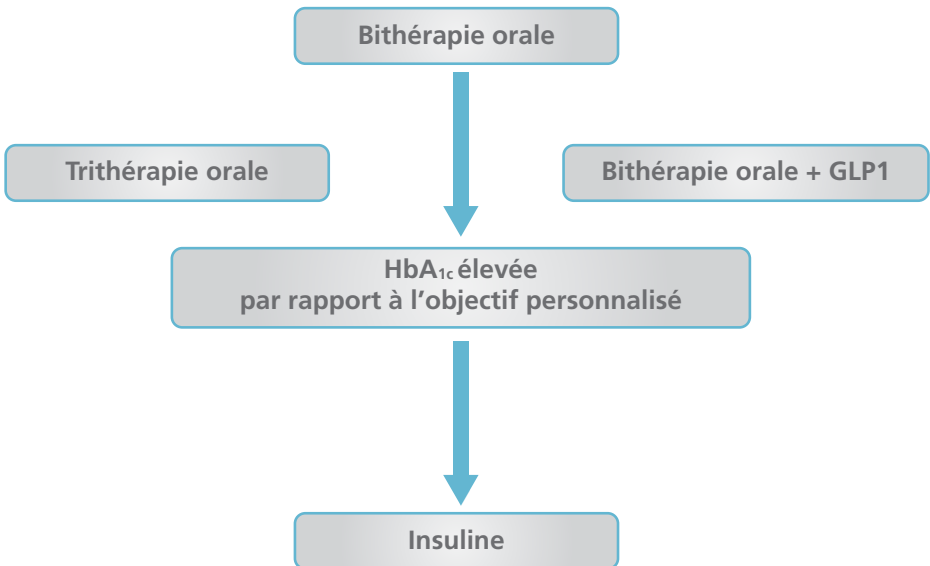 Bithérapie orale
Trithérapie orale
Bithérapie orale + GLP1
HbA1c élevée
par rapport à l’objectif personnalisé
Insuline